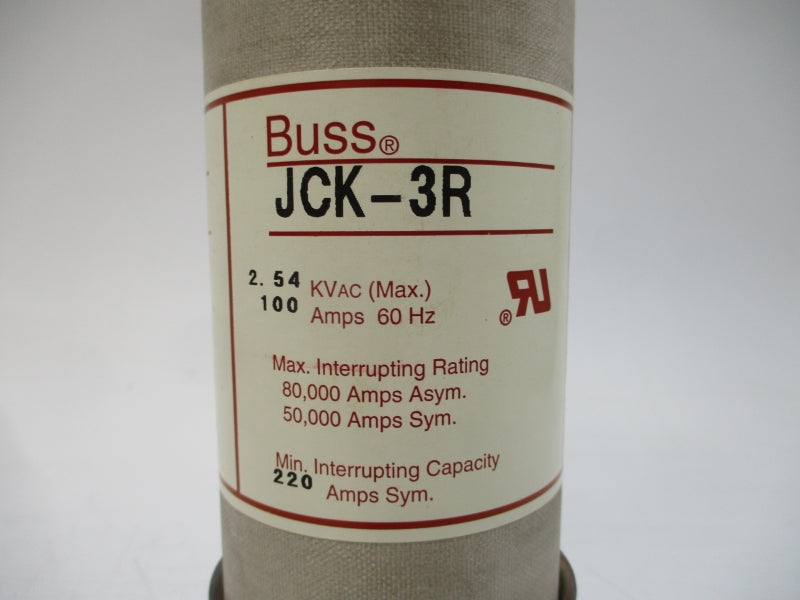 Buss®
JCK-3R
2.54 KVAC (Max.)
100 Amps 60 Hz
RU®
Max. Interrupting Rating
80,000 Amps Asym.
50,000 Amps Sym.
Min. Interrupting Capacity
220 Amps Sym.